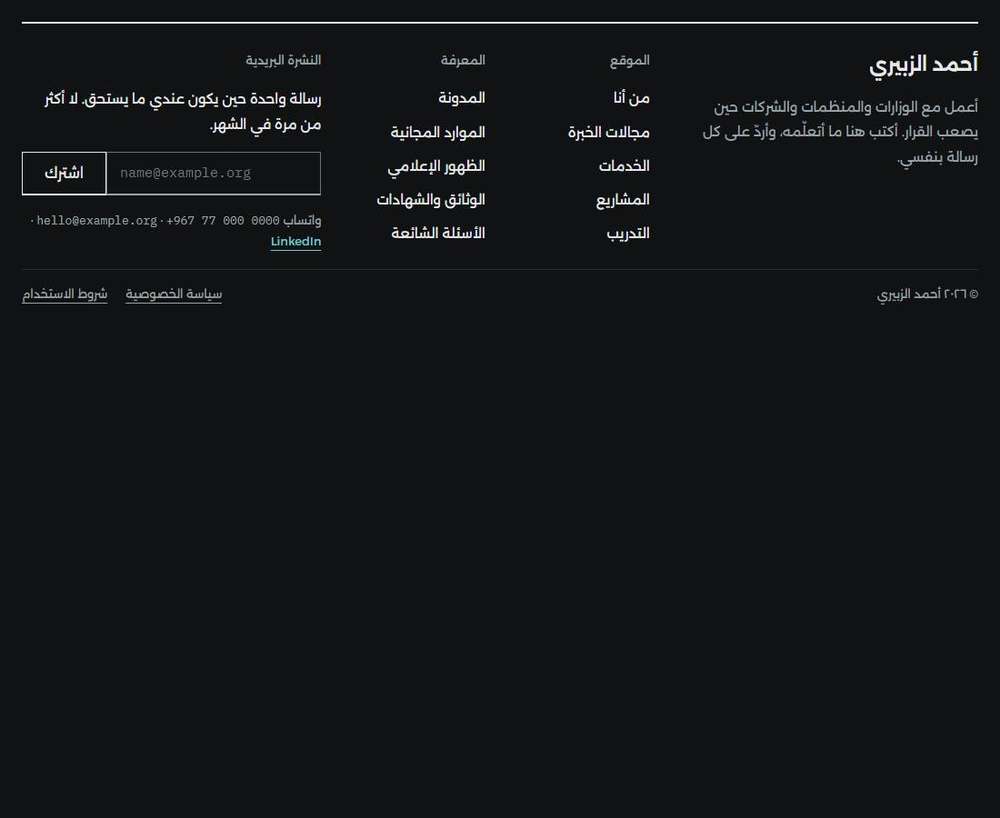 أحمد الزبيري
أعمل مع الوزارات والمنظمات والشركات حين
يصعب القرار. أكتب هنا ما أتعلّمه، وأردّ على كل
رسالة بنفسي.
الموقع
من أنا
مجالات الخبرة
الخدمات
المشاريع
التدريب
المعرفة
المدونة
الموارد المجانية
الظهور الإعلامي
الوثائق والشهادات
الأسئلة الشائعة
النشرة البريدية
رسالة واحدة حين يكون عندي ما يستحق. لا أكثر
من مرة في الشهر.
name@example.org
اشترك
واتساب +967 77 000 0000 · hello@example.org ·
LinkedIn
© ٢٠٢٦ أحمد الزبيري
سياسة الخصوصية
شروط الاستخدام